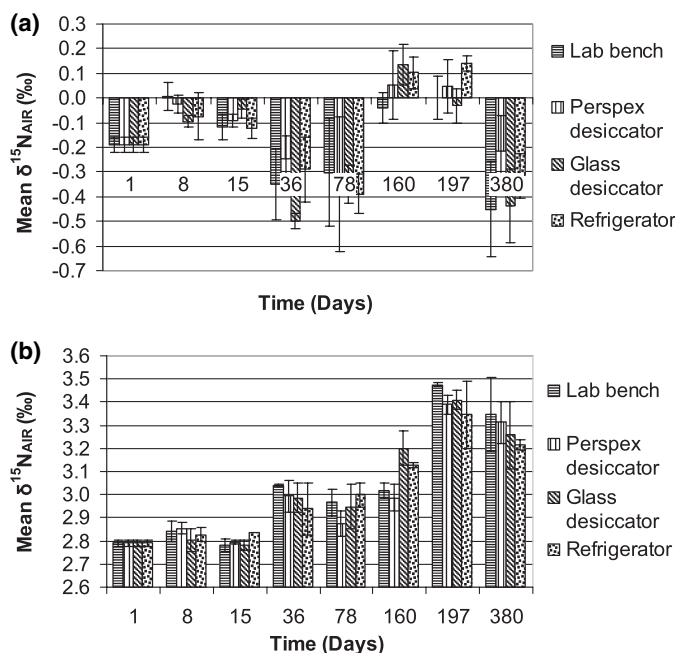 (a)
0.3
0.2
0.1
0.0
-0.1
-0.2
-0.3
-0.4
-0.5
-0.6
-0.7
Mean δ¹⁵NAIR (‰)
1 8 15 36 78 160 197 380
Time (Days)
Lab bench
Perspex
desiccator
Glass
desiccator
Refrigerator
(b)
3.6
3.5
3.4
3.3
3.2
3.1
3.0
2.9
2.8
2.7
2.6
Mean δ¹⁵NAIR (‰)
1 8 15 36 78 160 197 380
Time (Days)
Lab bench
Perspex
desiccator
Glass
desiccator
Refrigerator